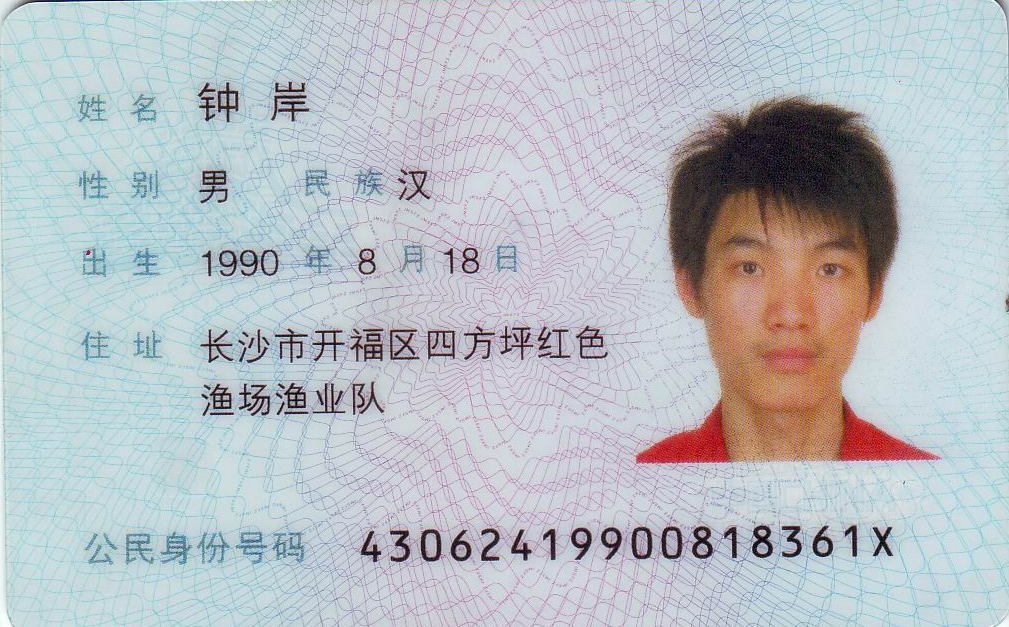 姓名 钟岸
性别 男 民族 汉
出生 1990 年 8 月 18 日
住址 长沙市开福区四方坪红色
渔场渔业队
公民身份号码 43062419900818361X